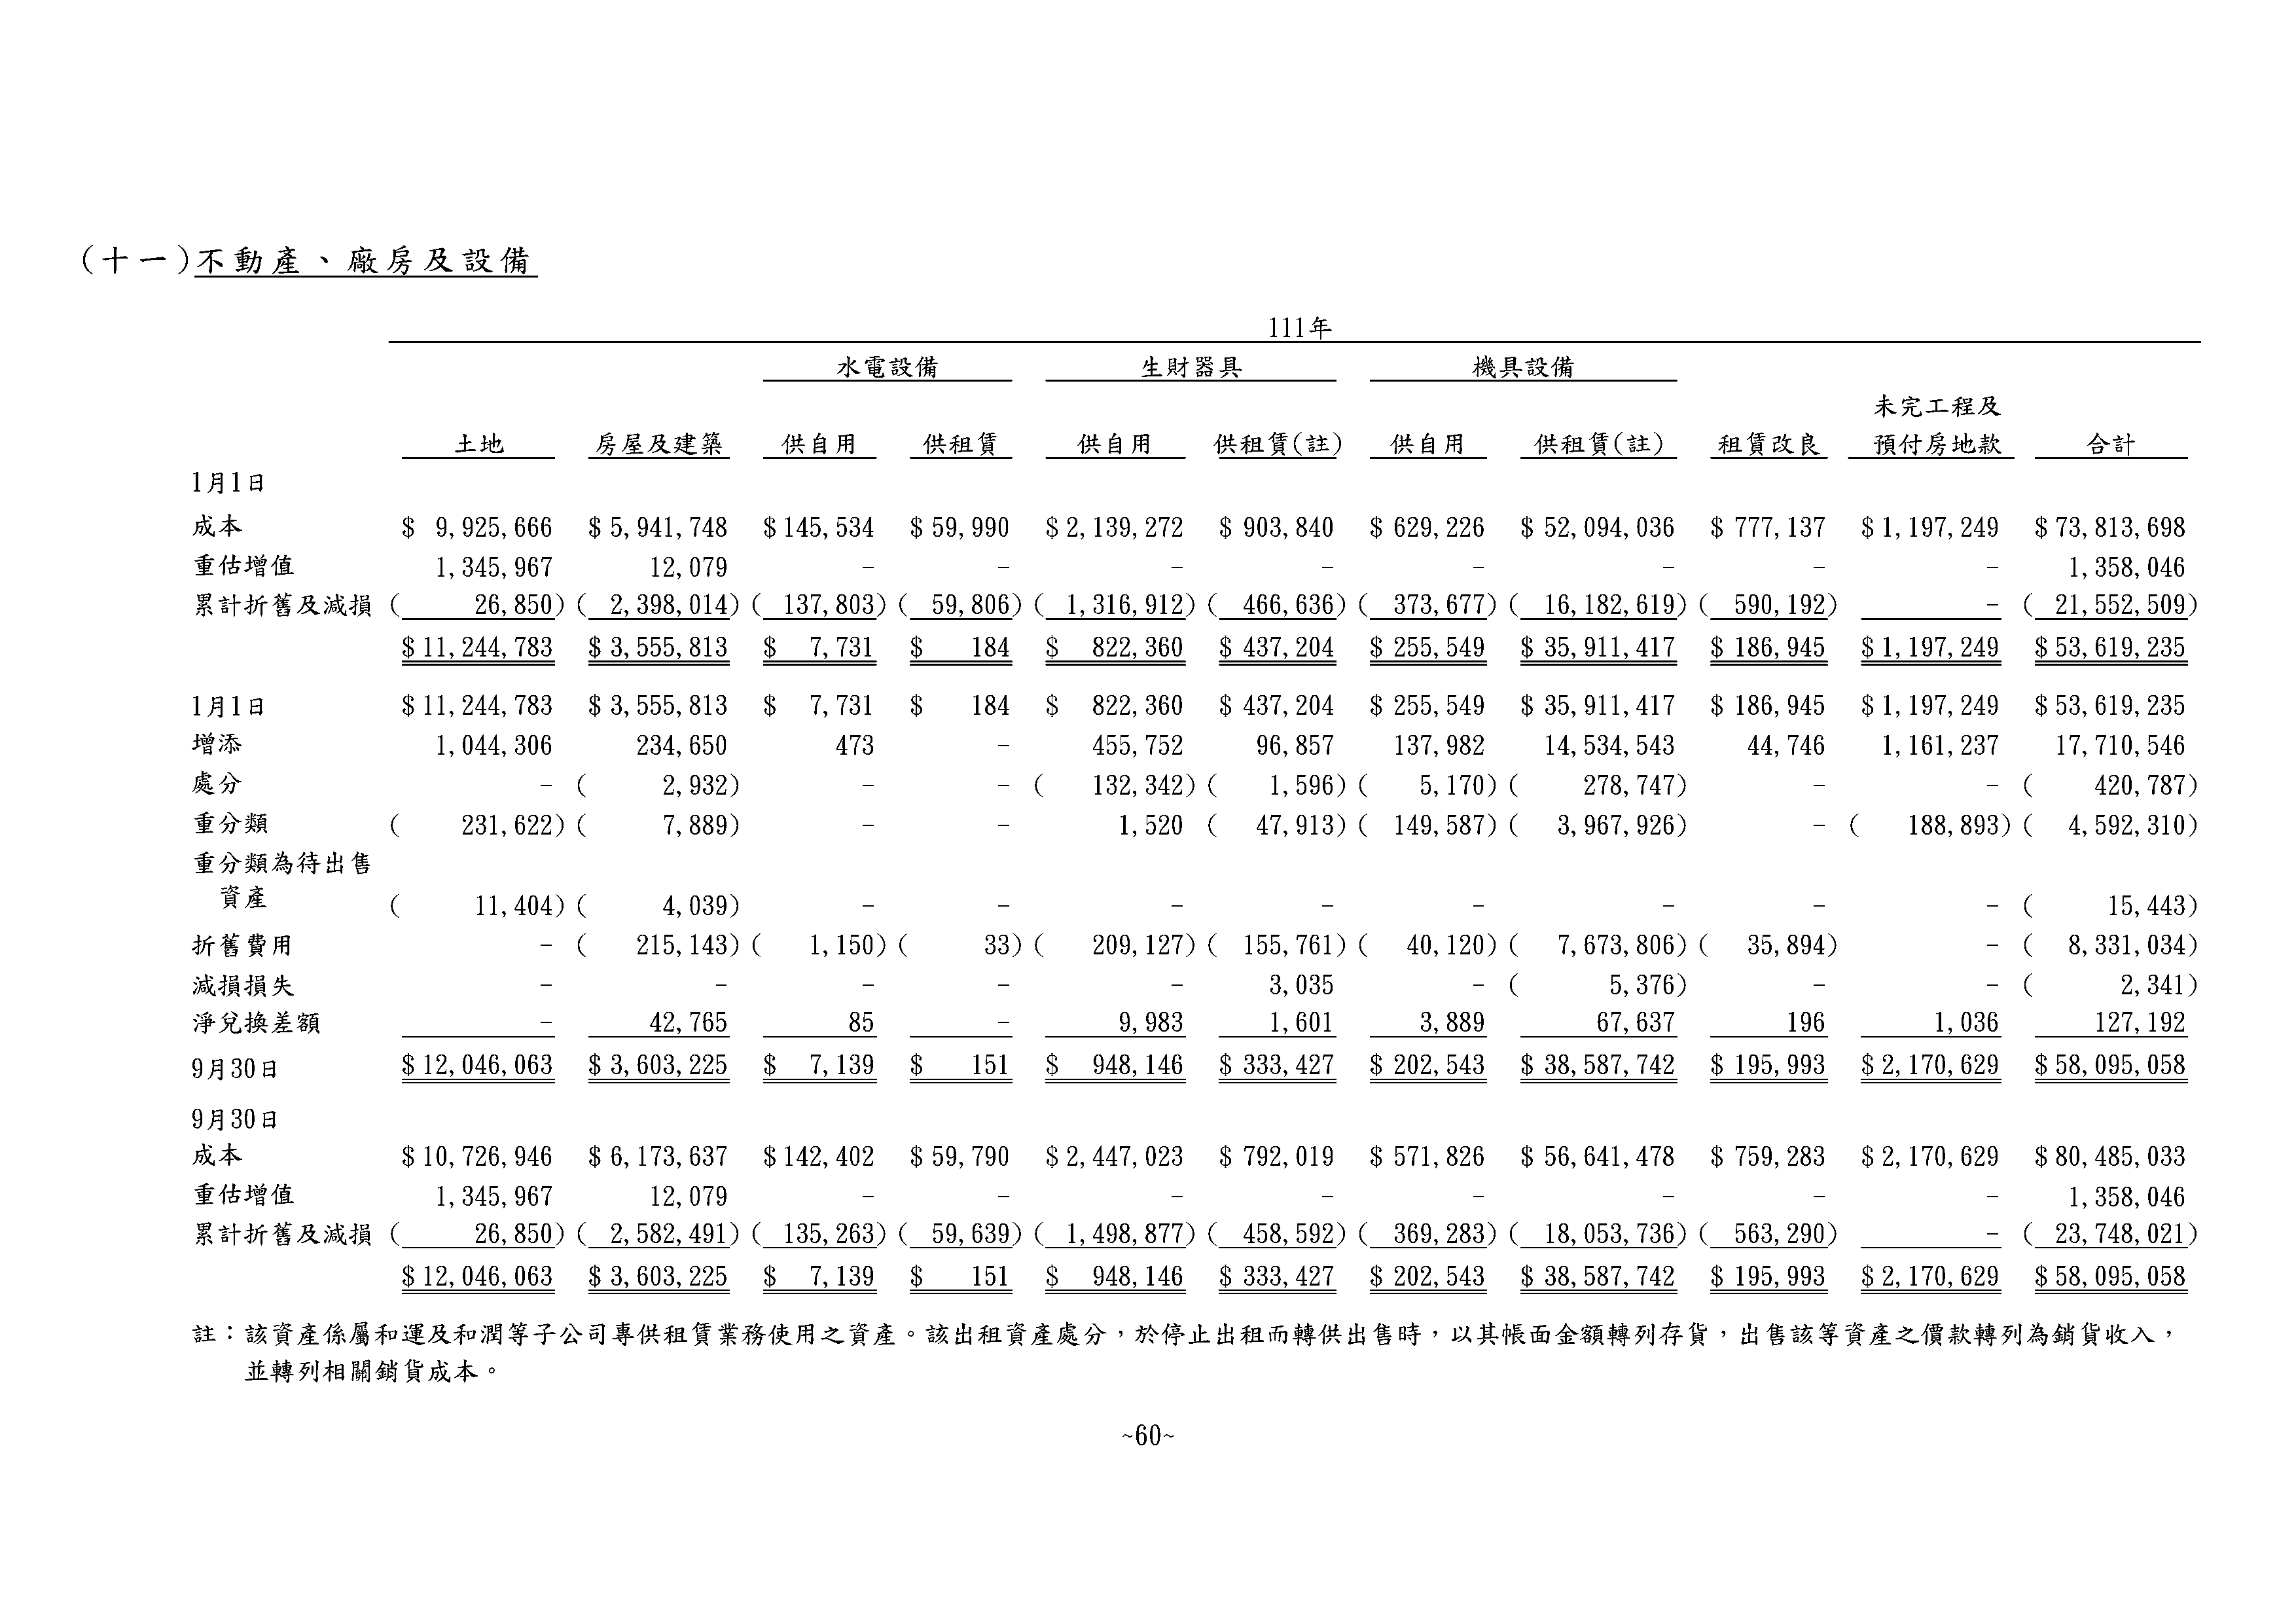 (十一)不動產、廠房及設備
111年
水電設備 生財器具 機具設備
未完工程及
土地 房屋及建築 供自用 供租賃 供自用 供租賃(註) 供自用 供租賃(註) 租賃改良 預付房地款 合計
1月1日
成本 $ 9,925,666 $ 5,941,748 $ 145,534 $ 59,990 $ 2,139,272 $ 903,840 $ 629,226 $ 52,094,036 $ 777,137 $ 1,197,249 $ 73,813,698
重估增值 1,345,967 12,079 - - - - - - - - 1,358,046
累計折舊及減損 ( 26,850) ( 2,398,014) ( 137,803) ( 59,806) ( 1,316,912) ( 466,636) ( 373,677) ( 16,182,619) ( 590,192) - ( 21,552,509)
$ 11,244,783 $ 3,555,813 $ 7,731 $ 184 $ 822,360 $ 437,204 $ 255,549 $ 35,911,417 $ 186,945 $ 1,197,249 $ 53,619,235
1月1日 $ 11,244,783 $ 3,555,813 $ 7,731 $ 184 $ 822,360 $ 437,204 $ 255,549 $ 35,911,417 $ 186,945 $ 1,197,249 $ 53,619,235
增添 1,044,306 234,650 473 - 455,752 96,857 137,982 14,534,543 44,746 1,161,237 17,710,546
處分 - ( 2,932) - - ( 132,342) ( 1,596) ( 5,170) ( 278,747) - - ( 420,787)
重分類 ( 231,622) ( 7,889) - - 1,520 ( 47,913) ( 149,587) ( 3,967,926) - ( 188,893) ( 4,592,310)
重分類為待出售
資產 ( 11,404) ( 4,039) - - - - - - - - ( 15,443)
折舊費用 - ( 215,143) ( 1,150) ( 33) ( 209,127) ( 155,761) ( 40,120) ( 7,673,806) ( 35,894) - ( 8,331,034)
減損損失 - - - - - 3,035 - ( 5,376) - - ( 2,341)
淨兌換差額 - 42,765 85 - 9,983 1,601 3,889 67,637 196 1,036 127,192
9月30日 $ 12,046,063 $ 3,603,225 $ 7,139 $ 151 $ 948,146 $ 333,427 $ 202,543 $ 38,587,742 $ 195,993 $ 2,170,629 $ 58,095,058
9月30日
成本 $ 10,726,946 $ 6,173,637 $ 142,402 $ 59,790 $ 2,447,023 $ 792,019 $ 571,826 $ 56,641,478 $ 759,283 $ 2,170,629 $ 80,485,033
重估增值 1,345,967 12,079 - - - - - - - - 1,358,046
累計折舊及減損 ( 26,850) ( 2,582,491) ( 135,263) ( 59,639) ( 1,498,877) ( 458,592) ( 369,283) ( 18,053,736) ( 563,290) - ( 23,748,021)
$ 12,046,063 $ 3,603,225 $ 7,139 $ 151 $ 948,146 $ 333,427 $ 202,543 $ 38,587,742 $ 195,993 $ 2,170,629 $ 58,095,058
註：該資產係屬和運及和潤等子公司專供租賃業務使用之資產。該出租資產處分，於停止出租而轉供出售時，以其帳面金額轉列存貨，出售該等資產之價款轉列為銷貨收入，
並轉列相關銷貨成本。
~60~